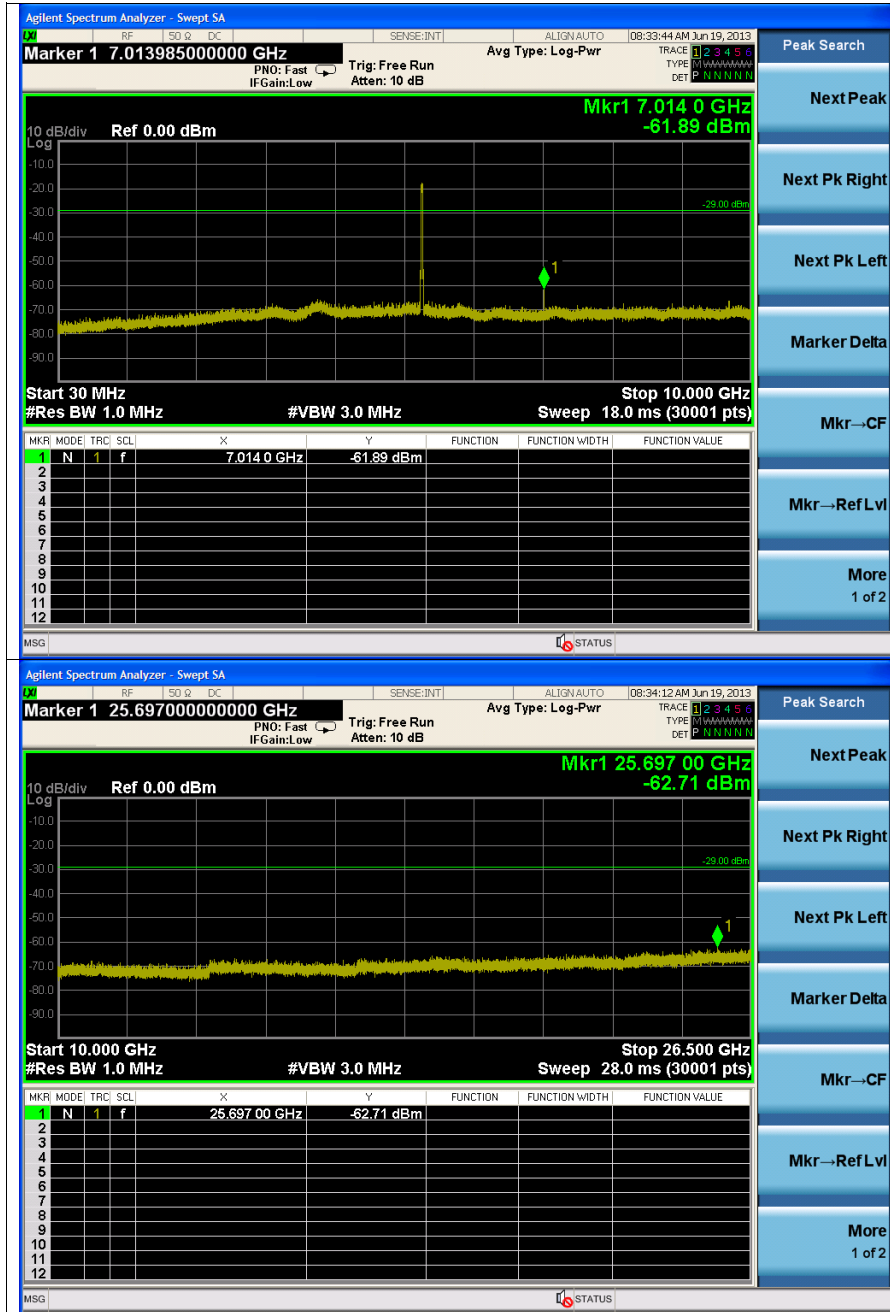 Agilent Spectrum Analyzer - Swept SA
LXI RF 50 Ω DC SENSE:INT ALIGN AUTO 08:33:44 AM Jun 19, 2013
Marker 1 7.013985000000 GHz
PNO: Fast
IFGain:Low
Trig: Free Run
Atten: 10 dB
Avg Type: Log-Pwr
TRACE 1 2 3 4 5 6
TYPE M
DET P N N N N N
Peak Search
Mkr1 7.014 0 GHz
-61.89 dBm
10 dB/div Ref 0.00 dBm
Log
-10.0
-20.0
-30.0
-40.0
-50.0
-60.0
-70.0
-80.0
-90.0
-29.00 dBm
1
Start 30 MHz Stop 10.000 GHz
#Res BW 1.0 MHz #VBW 3.0 MHz Sweep 18.0 ms (30001 pts)
MKR MODE TRC SCL X Y FUNCTION FUNCTION WIDTH FUNCTION VALUE
1 N 1 f 7.014 0 GHz -61.89 dBm
2
3
4
5
6
7
8
9
10
11
12
MSG STATUS
Next Peak
Next Pk Right
Next Pk Left
Marker Delta
Mkr→CF
Mkr→Ref Lvl
More
1 of 2
Agilent Spectrum Analyzer - Swept SA
LXI RF 50 Ω DC SENSE:INT ALIGN AUTO 08:34:12 AM Jun 19, 2013
Marker 1 25.697000000000 GHz
PNO: Fast
IFGain:Low
Trig: Free Run
Atten: 10 dB
Avg Type: Log-Pwr
TRACE 1 2 3 4 5 6
TYPE M
DET P N N N N N
Peak Search
Mkr1 25.697 00 GHz
-62.71 dBm
10 dB/div Ref 0.00 dBm
Log
-10.0
-20.0
-30.0
-40.0
-50.0
-60.0
-70.0
-80.0
-90.0
-29.00 dBm
1
Start 10.000 GHz Stop 26.500 GHz
#Res BW 1.0 MHz #VBW 3.0 MHz Sweep 28.0 ms (30001 pts)
MKR MODE TRC SCL X Y FUNCTION FUNCTION WIDTH FUNCTION VALUE
1 N 1 f 25.697 00 GHz -62.71 dBm
2
3
4
5
6
7
8
9
10
11
12
MSG STATUS
Next Peak
Next Pk Right
Next Pk Left
Marker Delta
Mkr→CF
Mkr→Ref Lvl
More
1 of 2